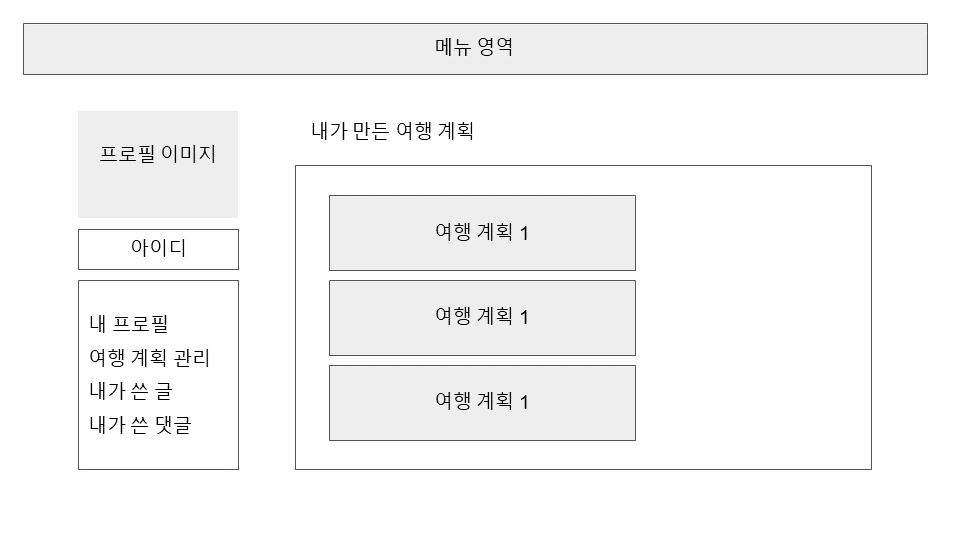 메뉴 영역
프로필 이미지
아이디
내 프로필
여행 계획 관리
내가 쓴 글
내가 쓴 댓글
내가 만든 여행 계획
여행 계획 1
여행 계획 1
여행 계획 1